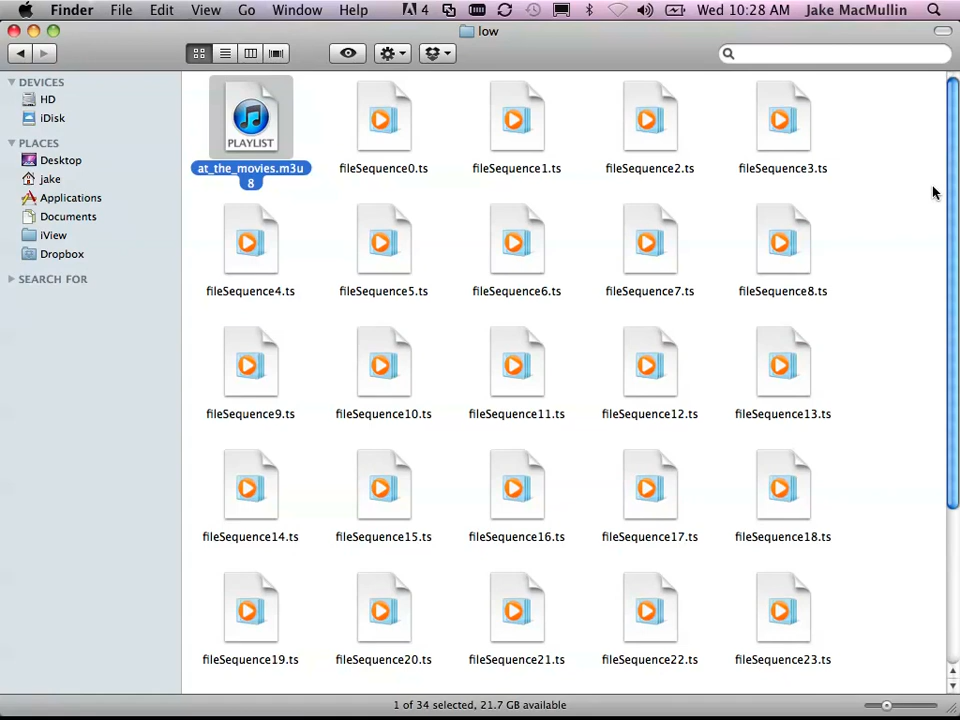 Finder File Edit View Go Window Help 4 Wed 10:28 AM Jake MacMullin
low
DEVICES
HD
iDisk
PLACES
Desktop
jake
Applications
Documents
iView
Dropbox
SEARCH FOR
PLAYLIST
at_the_movies.m3u
8
fileSequence0.ts
fileSequence1.ts
fileSequence2.ts
fileSequence3.ts
fileSequence4.ts
fileSequence5.ts
fileSequence6.ts
fileSequence7.ts
fileSequence8.ts
fileSequence9.ts
fileSequence10.ts
fileSequence11.ts
fileSequence12.ts
fileSequence13.ts
fileSequence14.ts
fileSequence15.ts
fileSequence16.ts
fileSequence17.ts
fileSequence18.ts
fileSequence19.ts
fileSequence20.ts
fileSequence21.ts
fileSequence22.ts
fileSequence23.ts
1 of 34 selected, 21.7 GB available